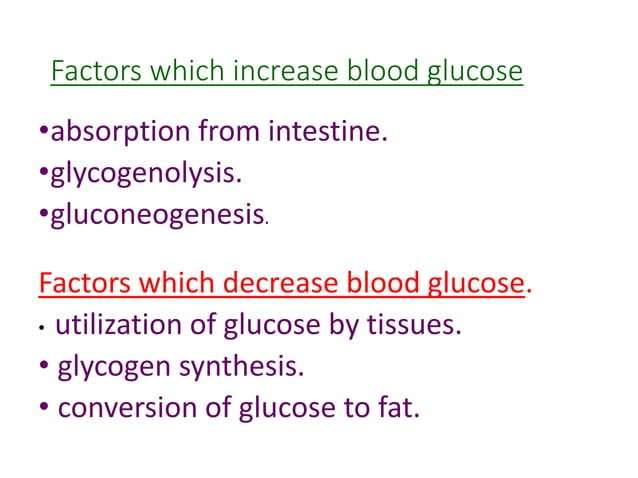 Factors which increase blood glucose
•absorption from intestine.
•glycogenolysis.
•gluconeogenesis.
Factors which decrease blood glucose.
• utilization of glucose by tissues.
• glycogen synthesis.
• conversion of glucose to fat.